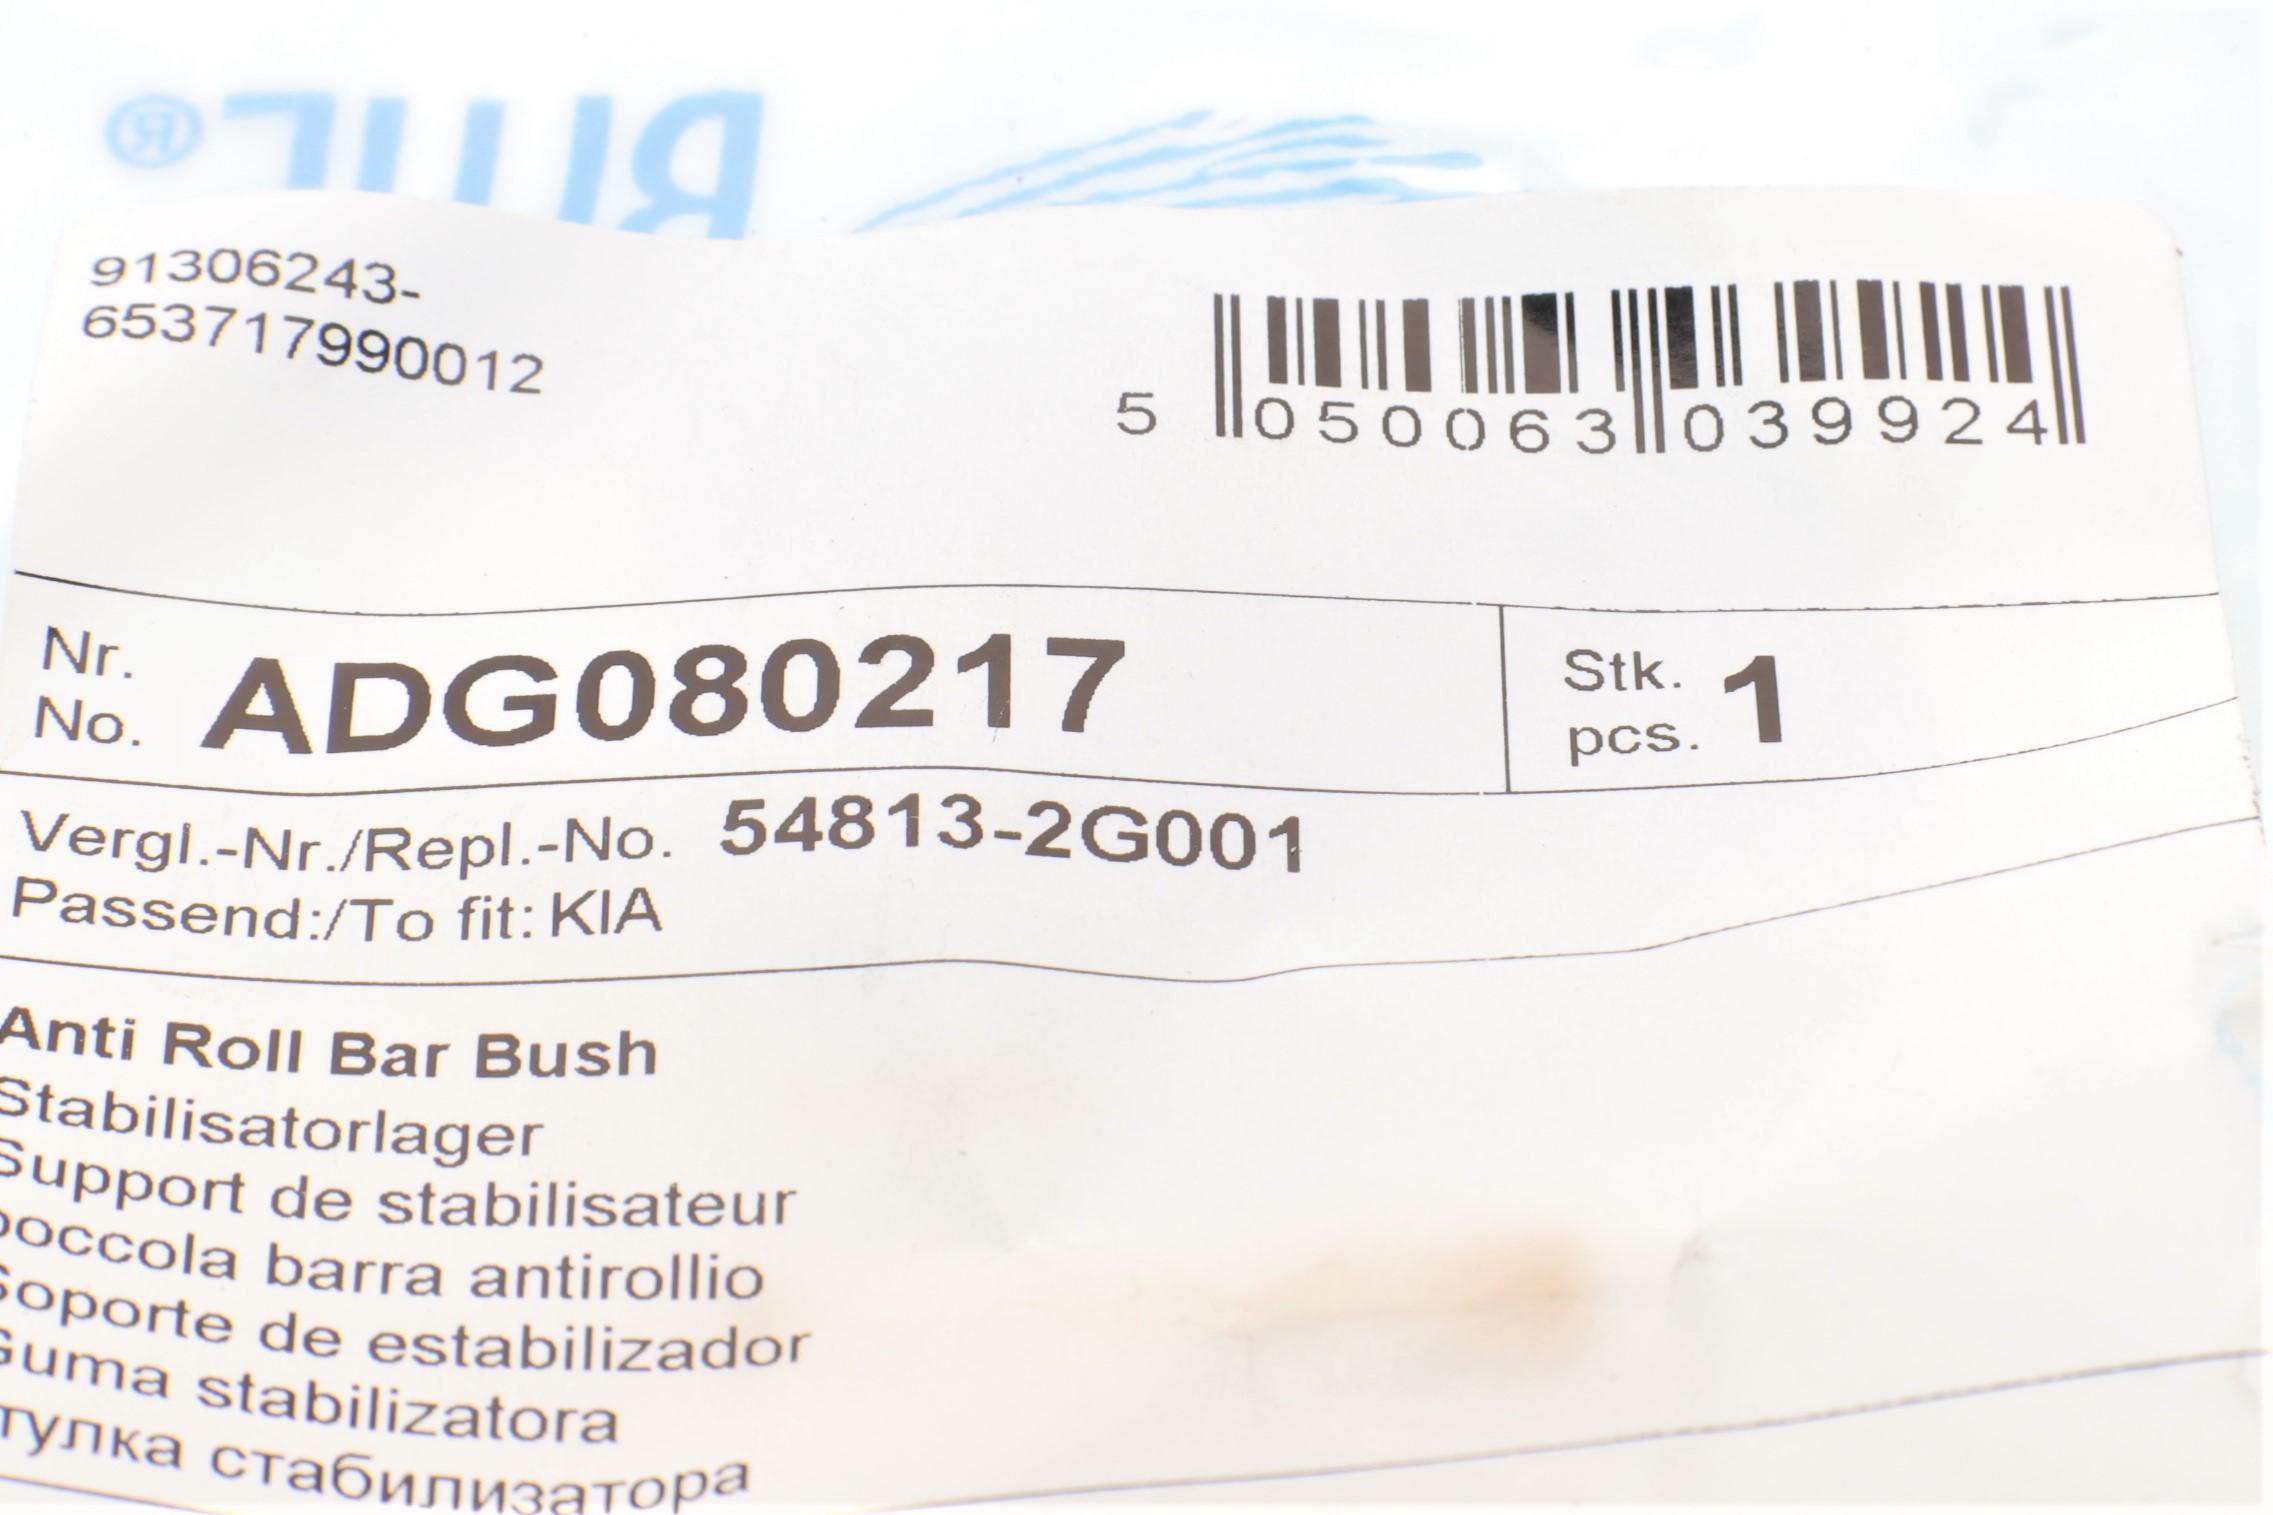 91306243-
653717990012
5 050063 039924
Nr.
No. ADG080217
Stk.
pcs. 1
Vergl.-Nr./Repl.-No. 54813-2G001
Passend:/To fit: KIA
Anti Roll Bar Bush
Stabilisatorlager
Support de stabilisateur
boccola barra antirollio
Soporte de estabilizador
Guma stabilizatora
тулка стабилизатора